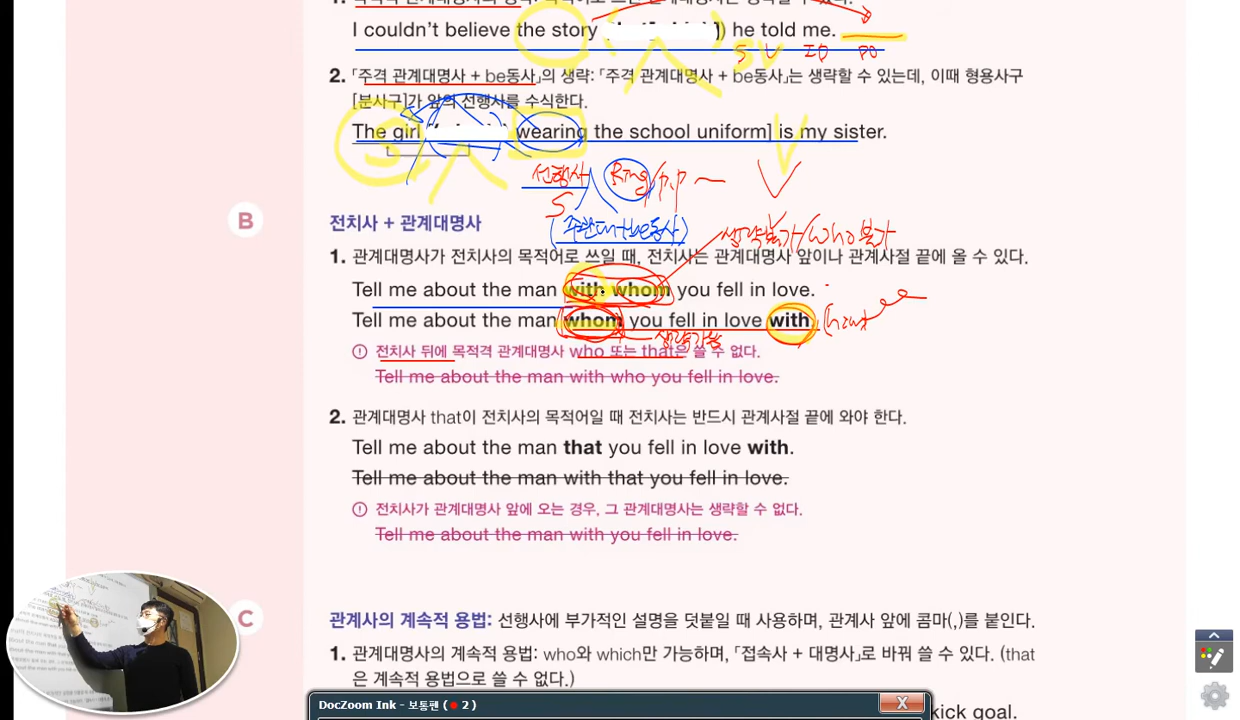 I couldn't believe the story he told me.
S V IO DO
2. 「주격 관계대명사 + be동사」의 생략: 「주격 관계대명사 + be동사」는 생략할 수 있는데, 이때 형용사구
[분사구]가 앞의 선행사를 수식한다.
The girl wearing the school uniform] is my sister.
선행사 / p.p
S
B
전치사 + 관계대명사
생략불가/who불가
1. 관계대명사가 전치사의 목적어로 쓰일 때, 전치사는 관계대명사 앞이나 관계사절 끝에 올 수 있다.
Tell me about the man with whom you fell in love.
Tell me about the man whom you fell in love with.
생략가능
전치사 뒤에 목적격 관계대명사 who 또는 that은 쓸 수 없다.
Tell me about the man with who you fell in love.
2. 관계대명사 that이 전치사의 목적어일 때 전치사는 반드시 관계사절 끝에 와야 한다.
Tell me about the man that you fell in love with.
Tell me about the man with that you fell in love.
전치사가 관계대명사 앞에 오는 경우, 그 관계대명사는 생략할 수 없다.
Tell me about the man with you fell in love.
C
관계사의 계속적 용법: 선행사에 부가적인 설명을 덧붙일 때 사용하며, 관계사 앞에 콤마(,)를 붙인다.
1. 관계대명사의 계속적 용법: who와 which만 가능하며, 「접속사 + 대명사」로 바꿔 쓸 수 있다. (that
은 계속적 용법으로 쓸 수 없다.)
DocZoom Ink - 보통펜 ( 2 )
X
kick goal.